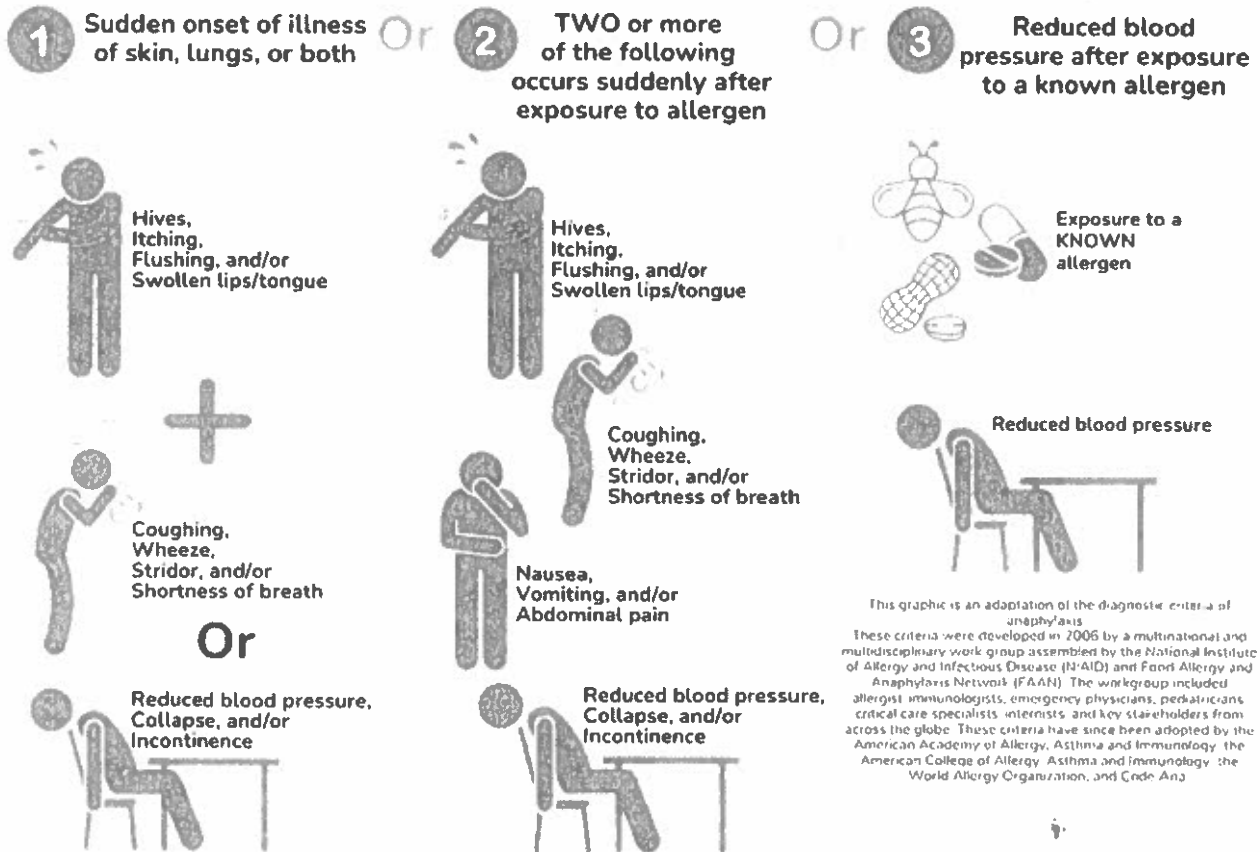 1
Sudden onset of illness
of skin, lungs, or both
Hives,
Itching,
Flushing, and/or
Swollen lips/tongue
Coughing,
Wheeze,
Stridor, and/or
Shortness of breath
Or
Reduced blood pressure,
Collapse, and/or
Incontinence
Or
2
TWO or more
of the following
occurs suddenly after
exposure to allergen
Hives,
Itching,
Flushing, and/or
Swollen lips/tongue
Coughing,
Wheeze,
Stridor, and/or
Shortness of breath
Nausea,
Vomiting, and/or
Abdominal pain
Reduced blood pressure,
Collapse, and/or
Incontinence
Or
3
Reduced blood
pressure after exposure
to a known allergen
Exposure to a
KNOWN
allergen
Reduced blood pressure
This graphic is an adaptation of the diagnostic criteria of
anaphylaxis
These criteria were developed in 2006 by a multinational and
multidisciplinary work group assembled by the National Institute
of Allergy and Infectious Disease (NIAID) and Food Allergy and
Anaphylaxis Network (FAAN). The workgroup included
allergist immunologists, emergency physicians, pediatricians
critical care specialists, internists, and key stakeholders from
across the globe. These criteria have since been adopted by the
American Academy of Allergy, Asthma and Immunology, the
American College of Allergy, Asthma and Immunology, the
World Allergy Organization, and Code Ana